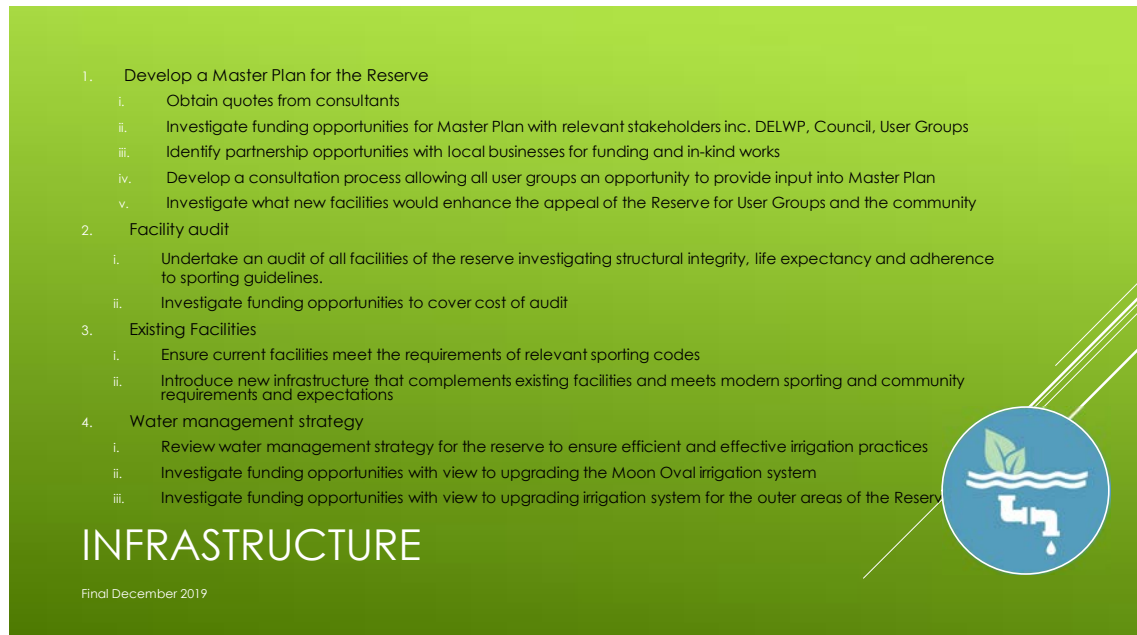 1. Develop a Master Plan for the Reserve
i. Obtain quotes from consultants
ii. Investigate funding opportunities for Master Plan with relevant stakeholders inc. DELWP, Council, User Groups
iii. Identify partnership opportunities with local businesses for funding and in-kind works
iv. Develop a consultation process allowing all user groups an opportunity to provide input into Master Plan
v. Investigate what new facilities would enhance the appeal of the Reserve for User Groups and the community
2. Facility audit
i. Undertake an audit of all facilities of the reserve investigating structural integrity, life expectancy and adherence
to sporting guidelines.
ii. Investigate funding opportunities to cover cost of audit
3. Existing Facilities
i. Ensure current facilities meet the requirements of relevant sporting codes
ii. Introduce new infrastructure that complements existing facilities and meets modern sporting and community
requirements and expectations
4. Water management strategy
i. Review water management strategy for the reserve to ensure efficient and effective irrigation practices
ii. Investigate funding opportunities with view to upgrading the Moon Oval irrigation system
iii. Investigate funding opportunities with view to upgrading irrigation system for the outer areas of the Reserv
INFRASTRUCTURE
Final December 2019